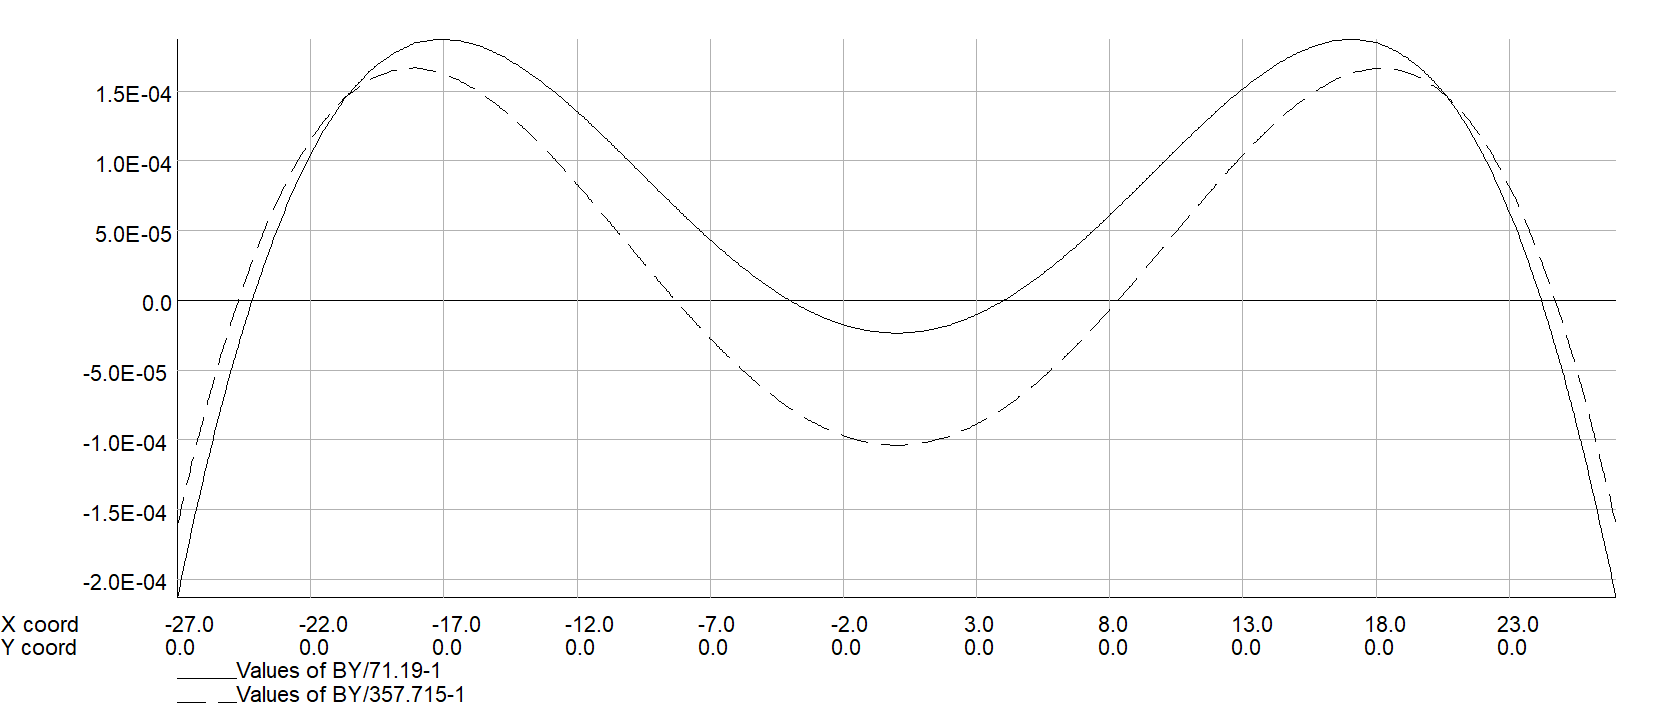 1.5E-04
1.0E-04
5.0E-05
0.0
-5.0E-05
-1.0E-04
-1.5E-04
-2.0E-04
X coord -27.0 -22.0 -17.0 -12.0 -7.0 -2.0 3.0 8.0 13.0 18.0 23.0
Y coord 0.0 0.0 0.0 0.0 0.0 0.0 0.0 0.0 0.0 0.0 0.0
Values of BY/71.19-1
Values of BY/357.715-1